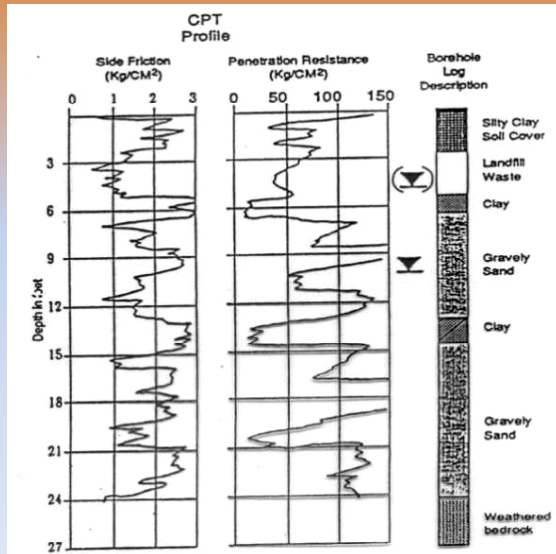 CPT
Profile
Side Friction
(Kg/CM²)
Penetration Resistance
(Kg/CM²)
Borehole
Log
Description
0 1 2 3
0 50 100 150
3
6
9
12
15
18
21
24
27
Depth in feet
Silty Clay
Soil Cover
Landfill
Waste
Clay
Gravely
Sand
Clay
Gravely
Sand
Weathered
bedrock